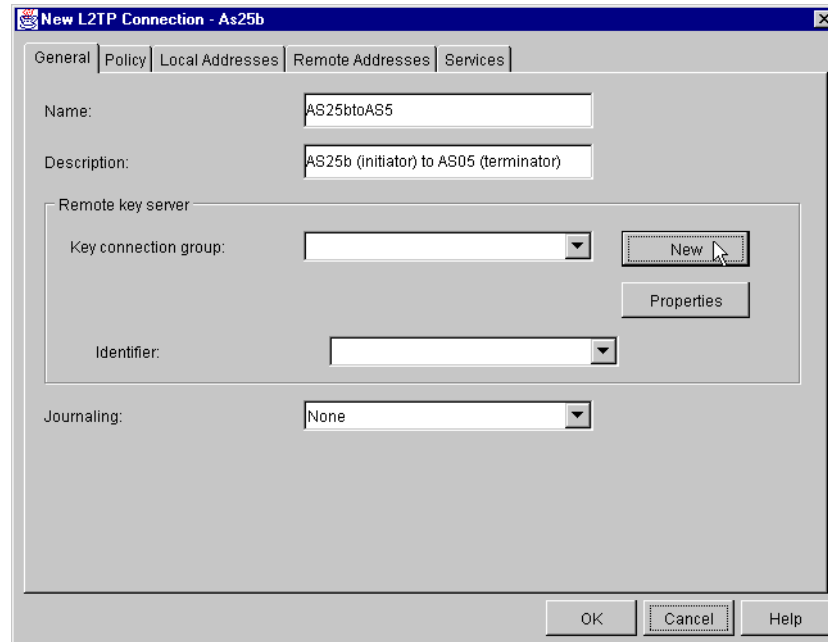 New L2TP Connection - As25b
General Policy Local Addresses Remote Addresses Services
Name: AS25btoAS5
Description: AS25b (initiator) to AS05 (terminator)
Remote key server
Key connection group: New
Properties
Identifier:
Journaling: None
OK Cancel Help